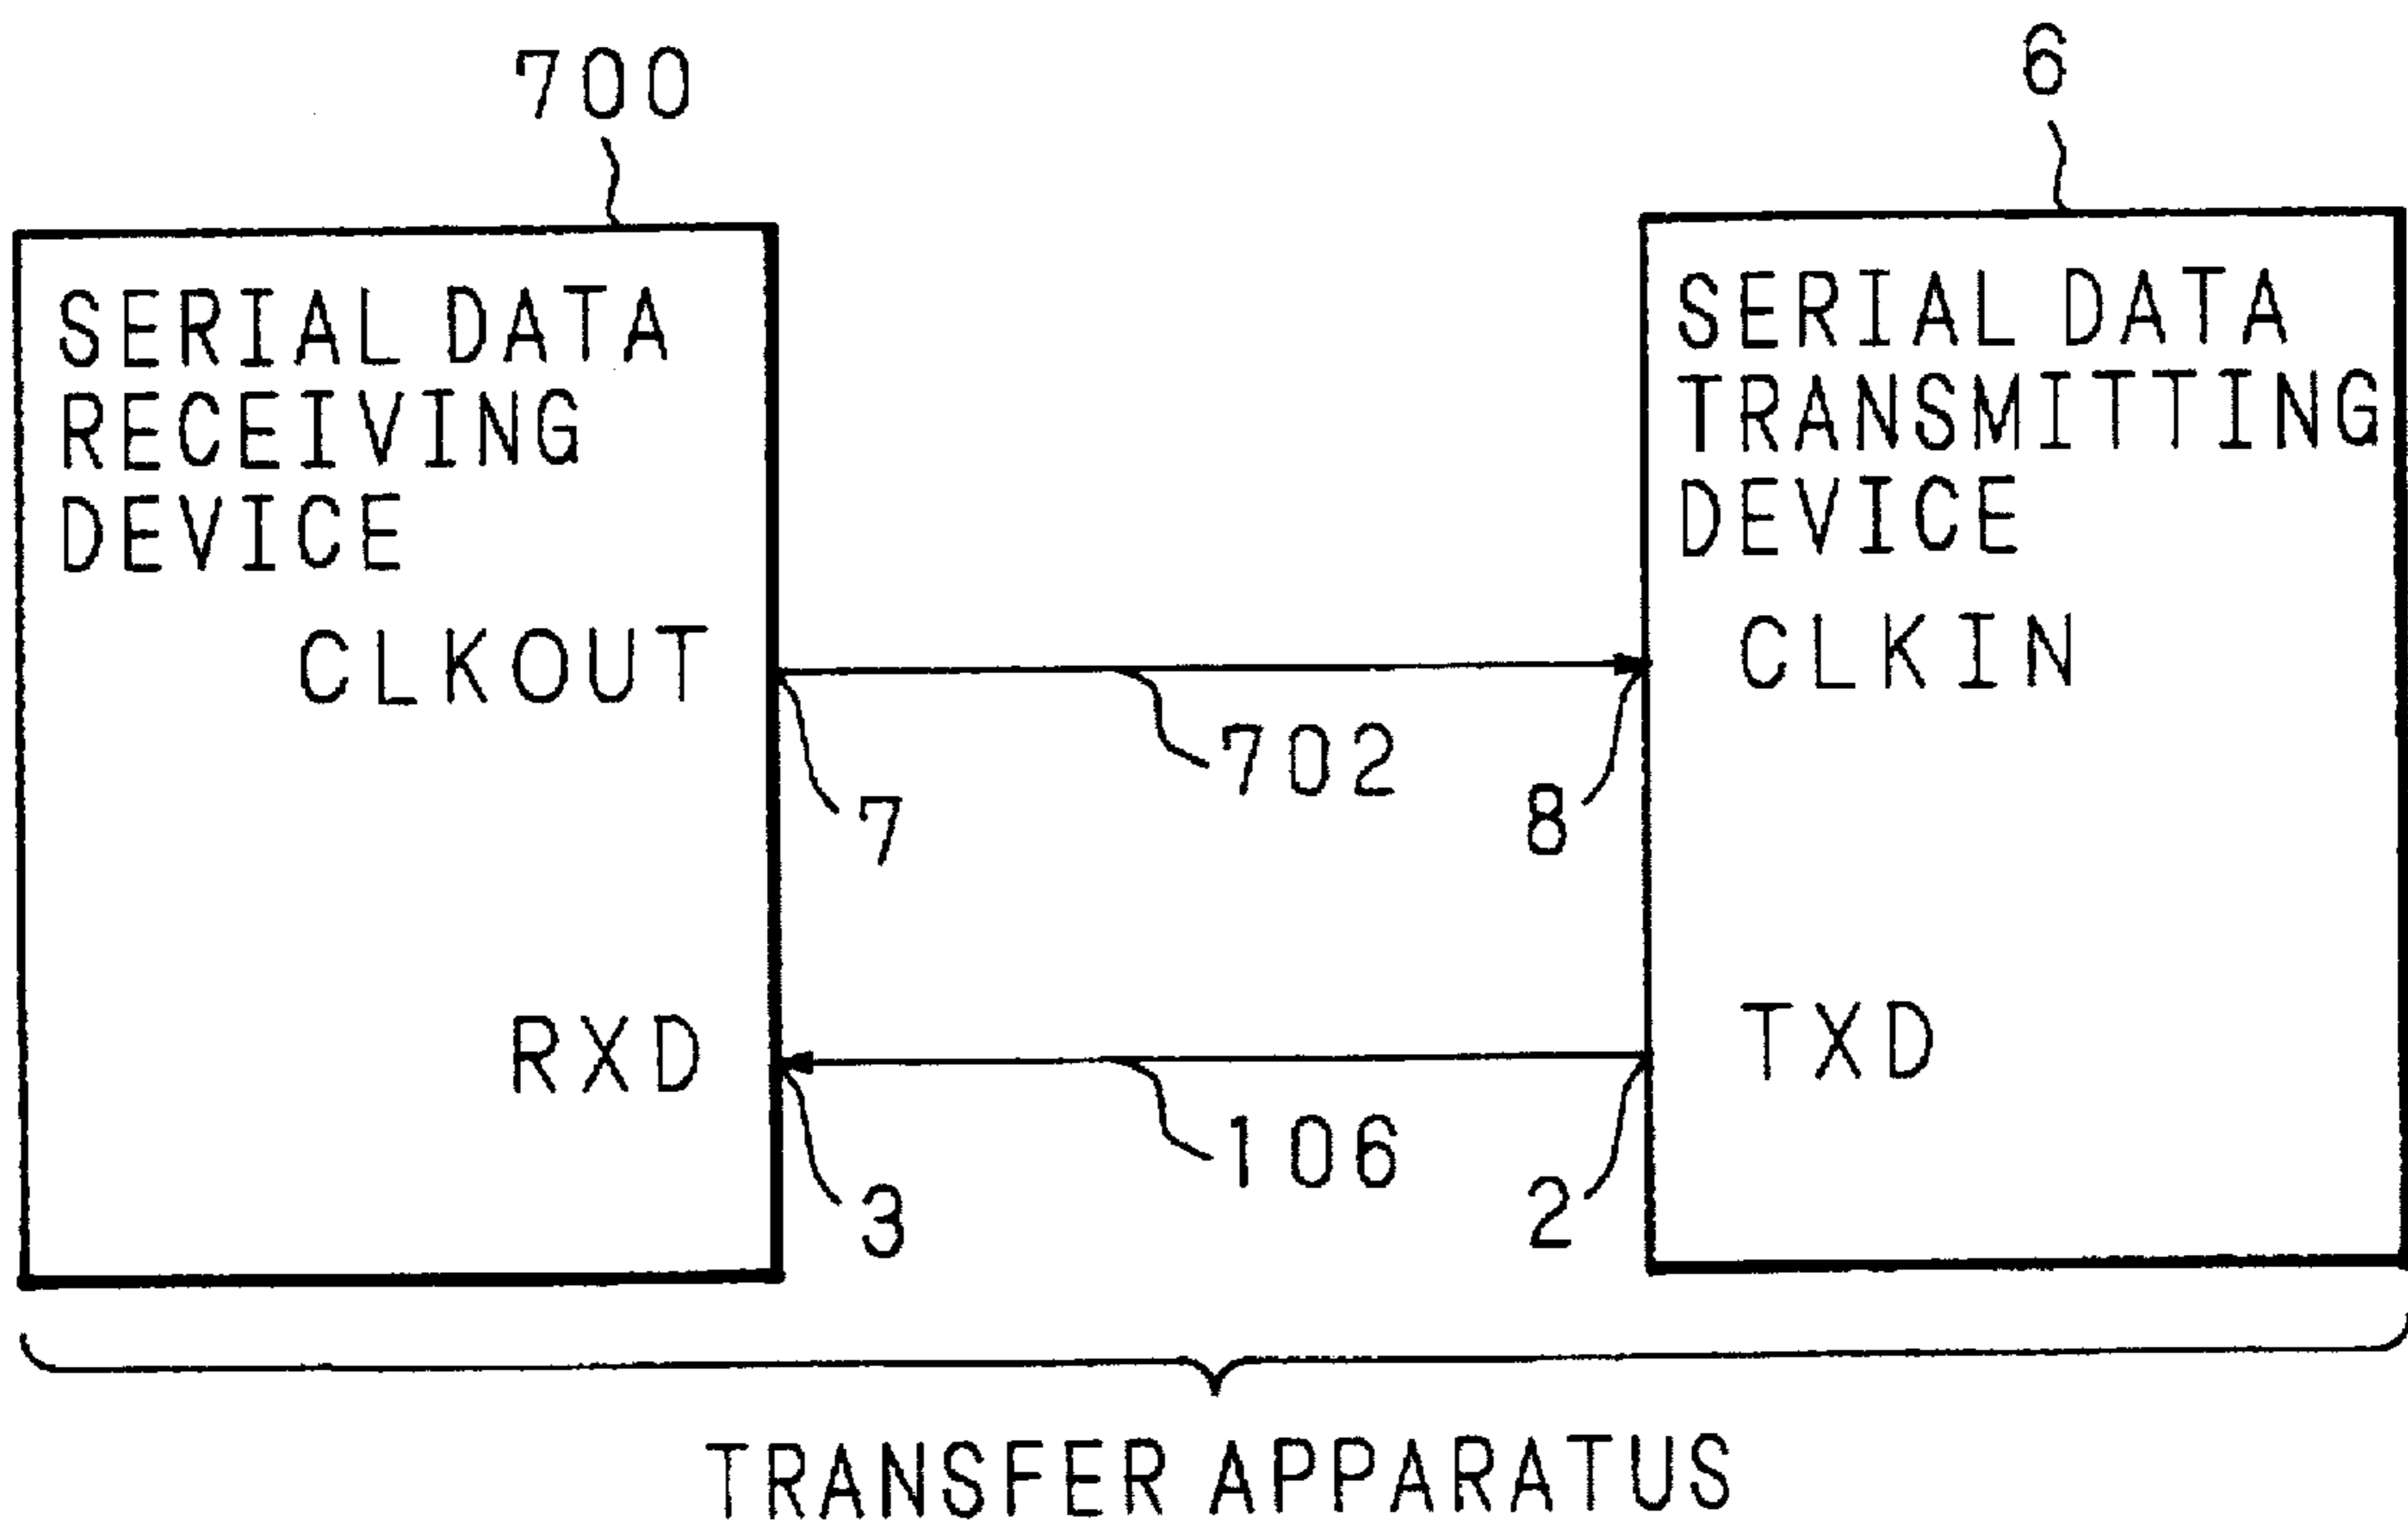 700
6
SERIAL DATA
RECEIVING
DEVICE
SERIAL DATA
TRANSMITTING
DEVICE
CLKOUT
CLKIN
702
7
8
RXD
TXD
106
3
2
TRANSFER APPARATUS